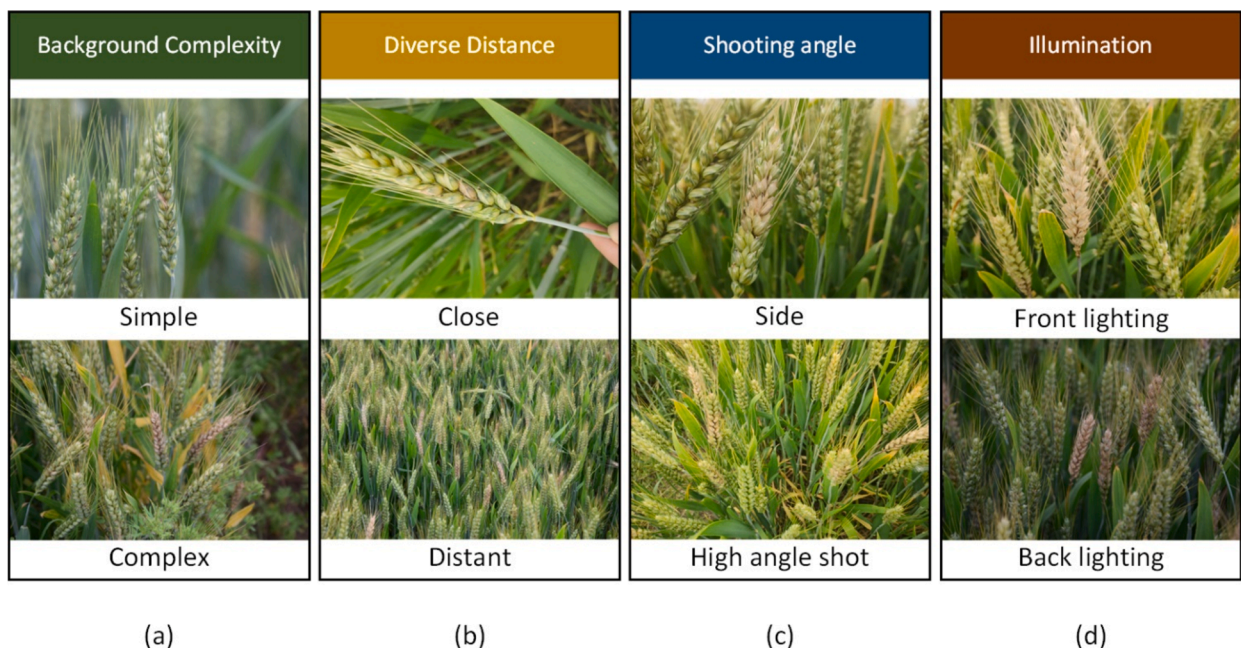 Background Complexity
Diverse Distance
Shooting angle
Illumination
Simple
Close
Side
Front lighting
Complex
Distant
High angle shot
Back lighting
(a)
(b)
(c)
(d)